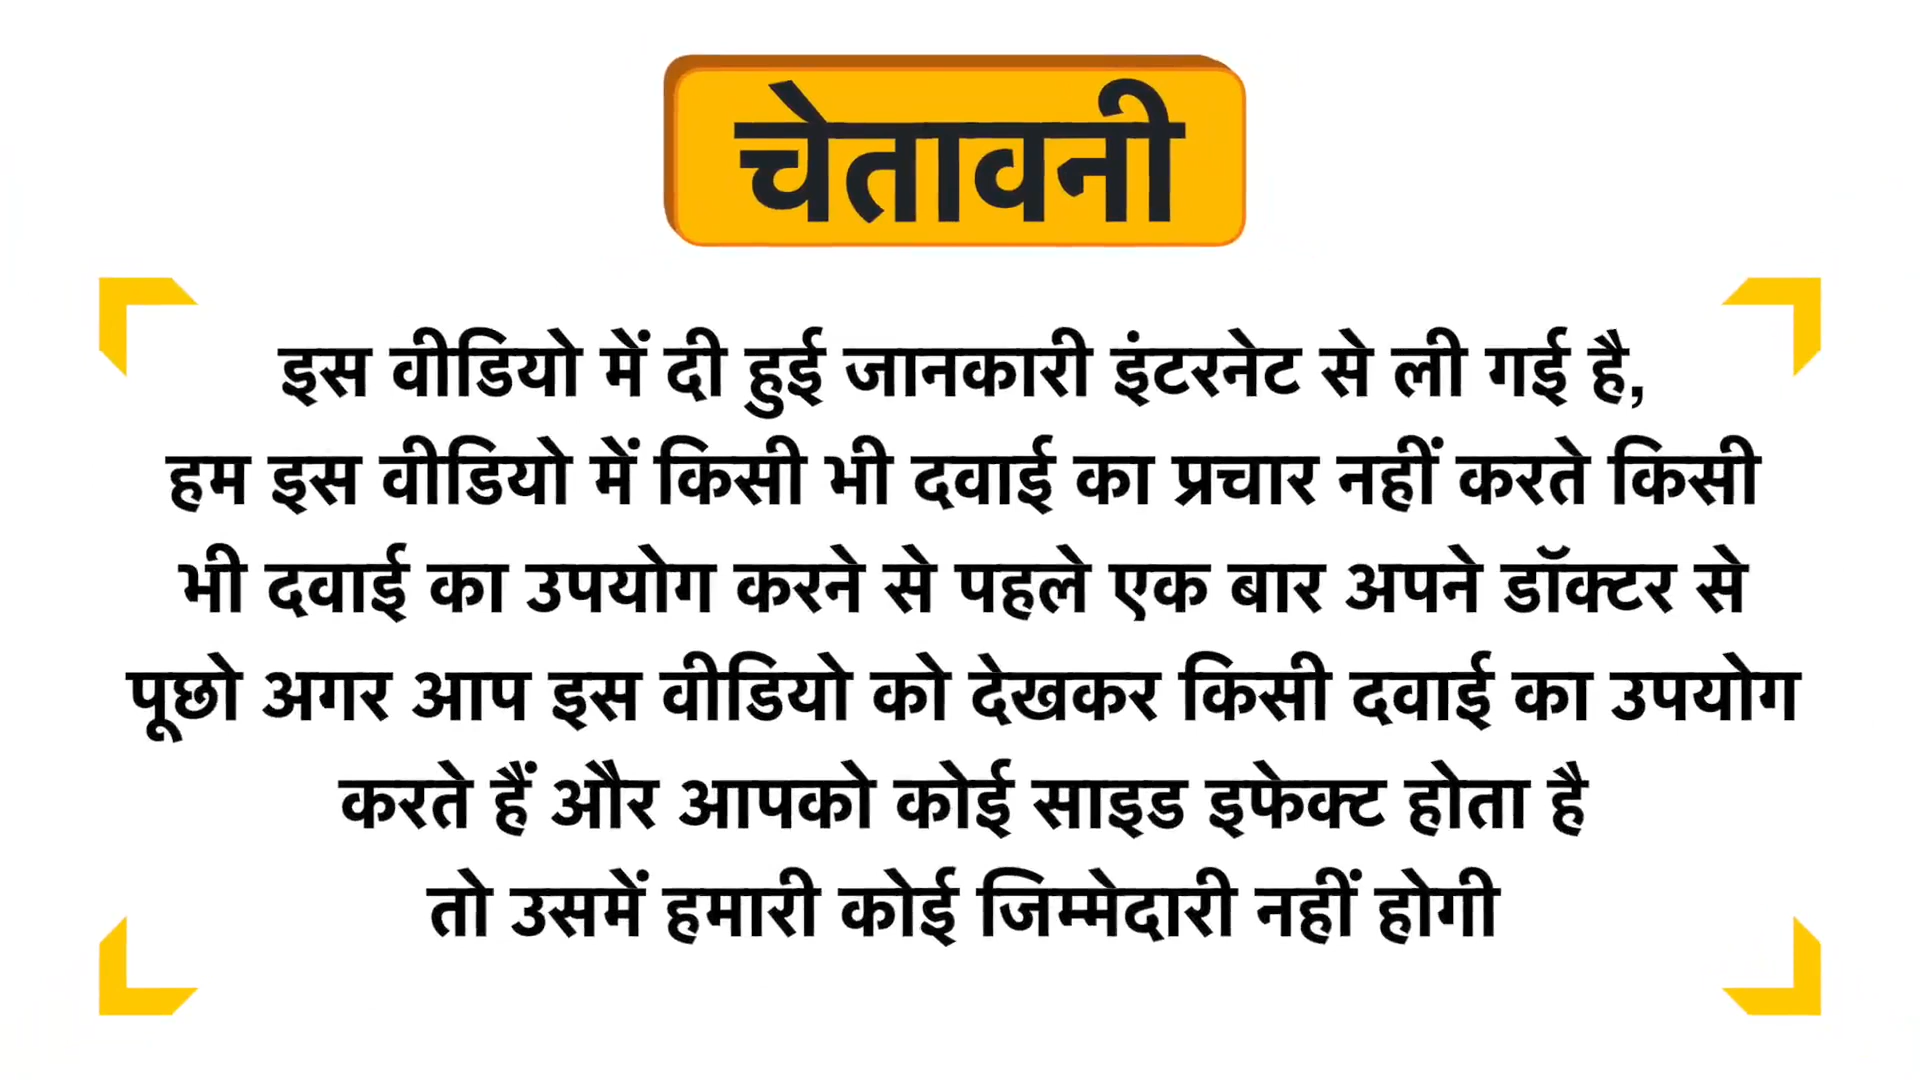 चेतावनी
इस वीडियो में दी हुई जानकारी इंटरनेट से ली गई है,
हम इस वीडियो में किसी भी दवाई का प्रचार नहीं करते किसी
भी दवाई का उपयोग करने से पहले एक बार अपने डॉक्टर से
पूछो अगर आप इस वीडियो को देखकर किसी दवाई का उपयोग
करते हैं और आपको कोई साइड इफेक्ट होता है
तो उसमें हमारी कोई जिम्मेदारी नहीं होगी